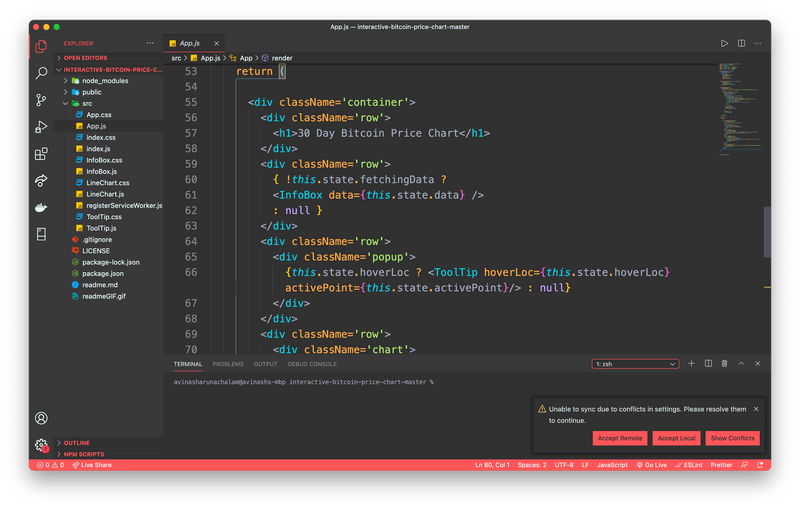 App.js — interactive-bitcoin-price-chart-master
EXPLORER
OPEN EDITORS
INTERACTIVE-BITCOIN-PRICE-C...
node_modules
public
src
App.css
App.js
index.css
index.js
InfoBox.css
InfoBox.js
LineChart.css
LineChart.js
registerServiceWorker.js
ToolTip.css
ToolTip.js
.gitignore
LICENSE
package-lock.json
package.json
readme.md
readmeGIF.gif
OUTLINE
NPM SCRIPTS
App.js
src > App.js > App > render
53 return (
54
55 <div className='container'>
56 <div className='row'>
57 <h1>30 Day Bitcoin Price Chart</h1>
58 </div>
59 <div className='row'>
60 { !this.state.fetchingData ?
61 <InfoBox data={this.state.data} />
62 : null }
63 </div>
64 <div className='row'>
65 <div className='popup'>
66 {this.state.hoverLoc ? <ToolTip hoverLoc={this.state.hoverLoc}
activePoint={this.state.activePoint}/> : null}
67 </div>
68 </div>
69 <div className='row'>
70 <div className='chart'>
TERMINAL PROBLEMS OUTPUT DEBUG CONSOLE
1: zsh
avinasharunachalam@avinashs-mbp interactive-bitcoin-price-chart-master %
Unable to sync due to conflicts in settings. Please resolve them
to continue.
Accept Remote Accept Local Show Conflicts
1
0 0 Live Share
Ln 80, Col 1 Spaces: 2 UTF-8 LF JavaScript Go Live ESLint Prettier